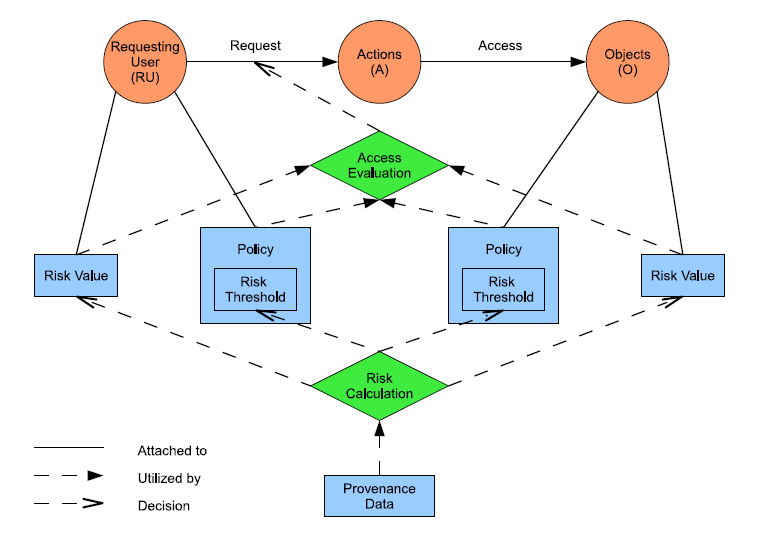 Requesting
User
(RU)
Request
Actions
(A)
Access
Objects
(O)
Access
Evaluation
Risk Value
Policy
Risk
Threshold
Policy
Risk
Threshold
Risk Value
Risk
Calculation
Attached to
Utilized by
Decision
Provenance
Data